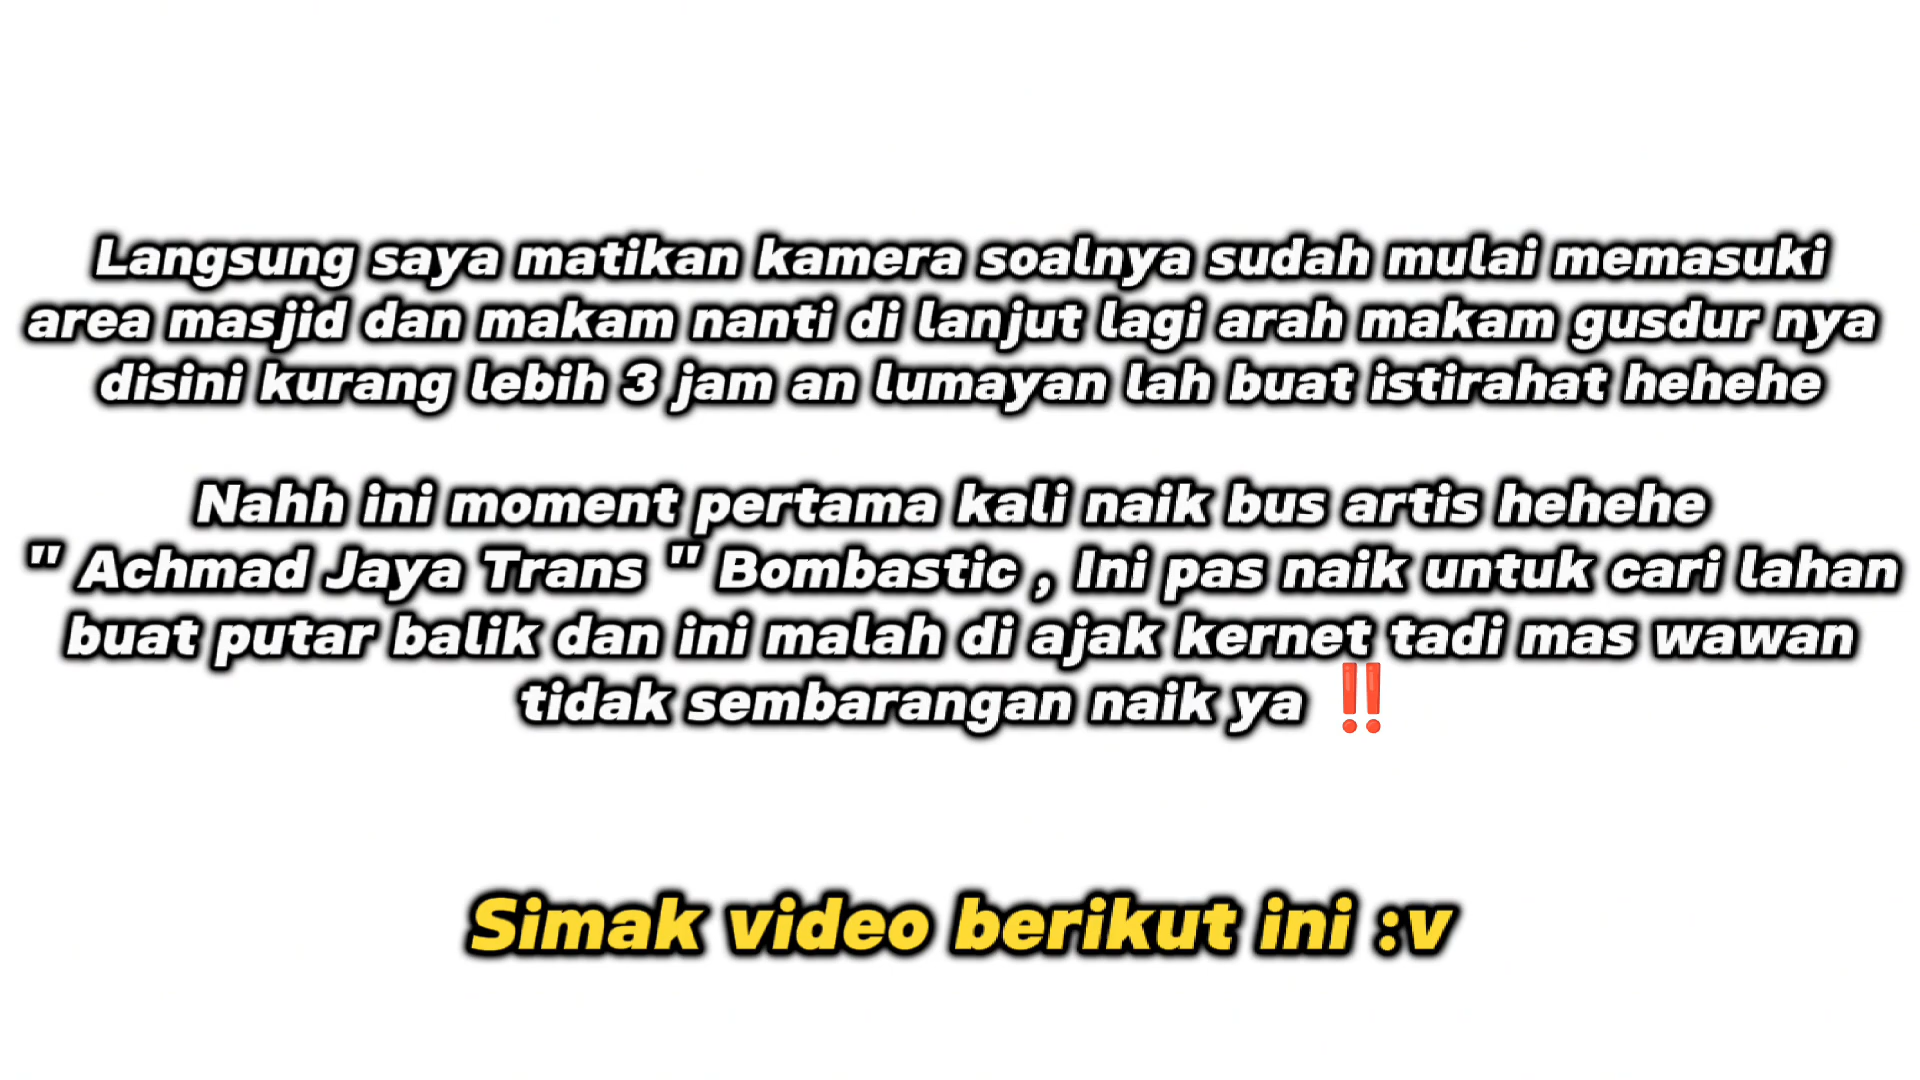 Langsung saya matikan kamera soalnya sudah mulai memasuki
area masjid dan makam nanti di lanjut lagi arah makam gusdur nya
disini kurang lebih 3 jam an lumayan lah buat istirahat hehehe
Nahh ini moment pertama kali naik bus artis hehehe
" Achmad Jaya Trans " Bombastic , Ini pas naik untuk cari lahan
buat putar balik dan ini malah di ajak kernet tadi mas wawan
tidak sembarangan naik ya ‼️
Simak video berikut ini :v